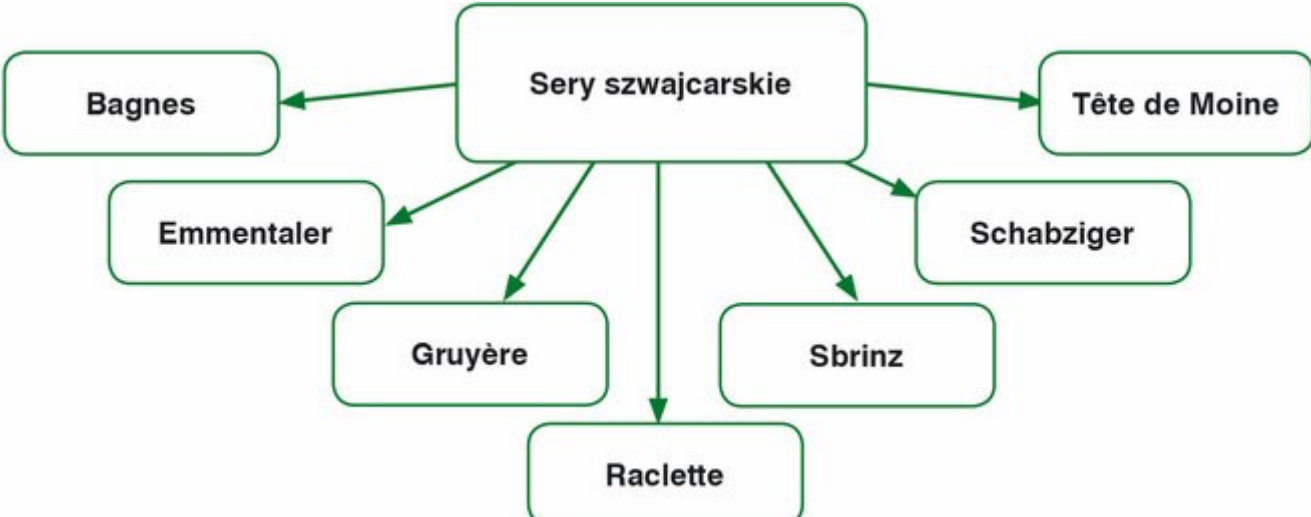 Sery szwajcarskie
Bagnes
Tête de Moine
Emmentaler
Schabziger
Gruyère
Sbrinz
Raclette